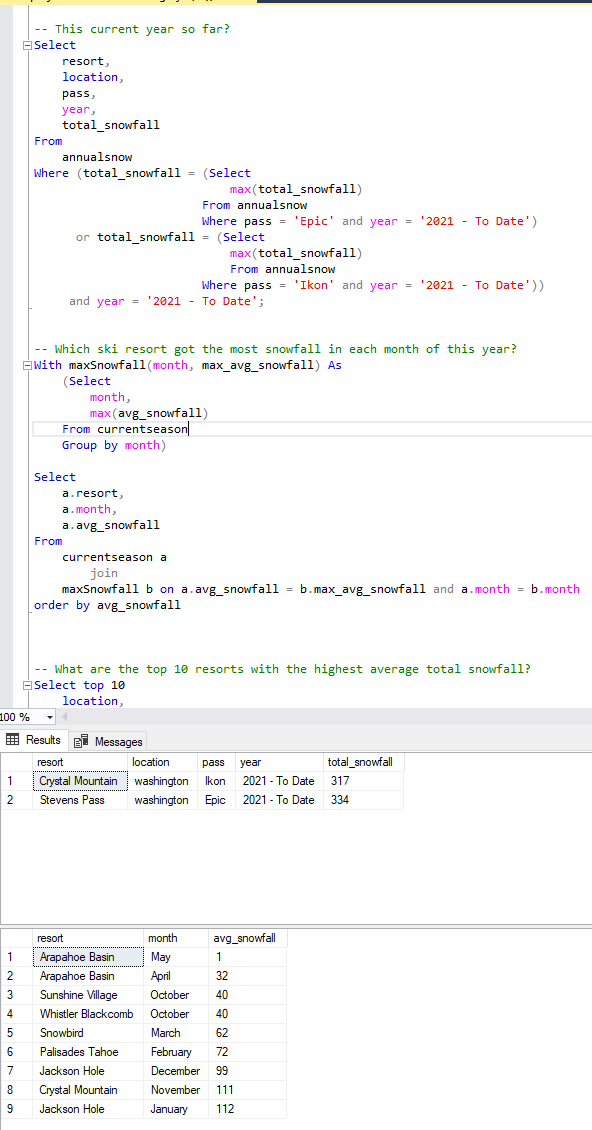 -- This current year so far?
Select
resort,
location,
pass,
year,
total_snowfall
From
annualsnow
Where (total_snowfall = (Select
max(total_snowfall)
From annualsnow
Where pass = 'Epic' and year = '2021 - To Date')
or total_snowfall = (Select
max(total_snowfall)
From annualsnow
Where pass = 'Ikon' and year = '2021 - To Date'))
and year = '2021 - To Date';
-- Which ski resort got the most snowfall in each month of this year?
With maxSnowfall(month, max_avg_snowfall) As
(Select
month,
max(avg_snowfall)
From currentseason
Group by month)
Select
a.resort,
a.month,
a.avg_snowfall
From
currentseason a
join
maxSnowfall b on a.avg_snowfall = b.max_avg_snowfall and a.month = b.month
order by avg_snowfall
-- What are the top 10 resorts with the highest average total snowfall?
Select top 10
location,
100 %
Results Messages
resort location pass year total_snowfall
1 Crystal Mountain washington Ikon 2021 - To Date 317
2 Stevens Pass washington Epic 2021 - To Date 334
resort month avg_snowfall
1 Arapahoe Basin May 1
2 Arapahoe Basin April 32
3 Sunshine Village October 40
4 Whistler Blackcomb October 40
5 Snowbird March 62
6 Palisades Tahoe February 72
7 Jackson Hole December 99
8 Crystal Mountain November 111
9 Jackson Hole January 112